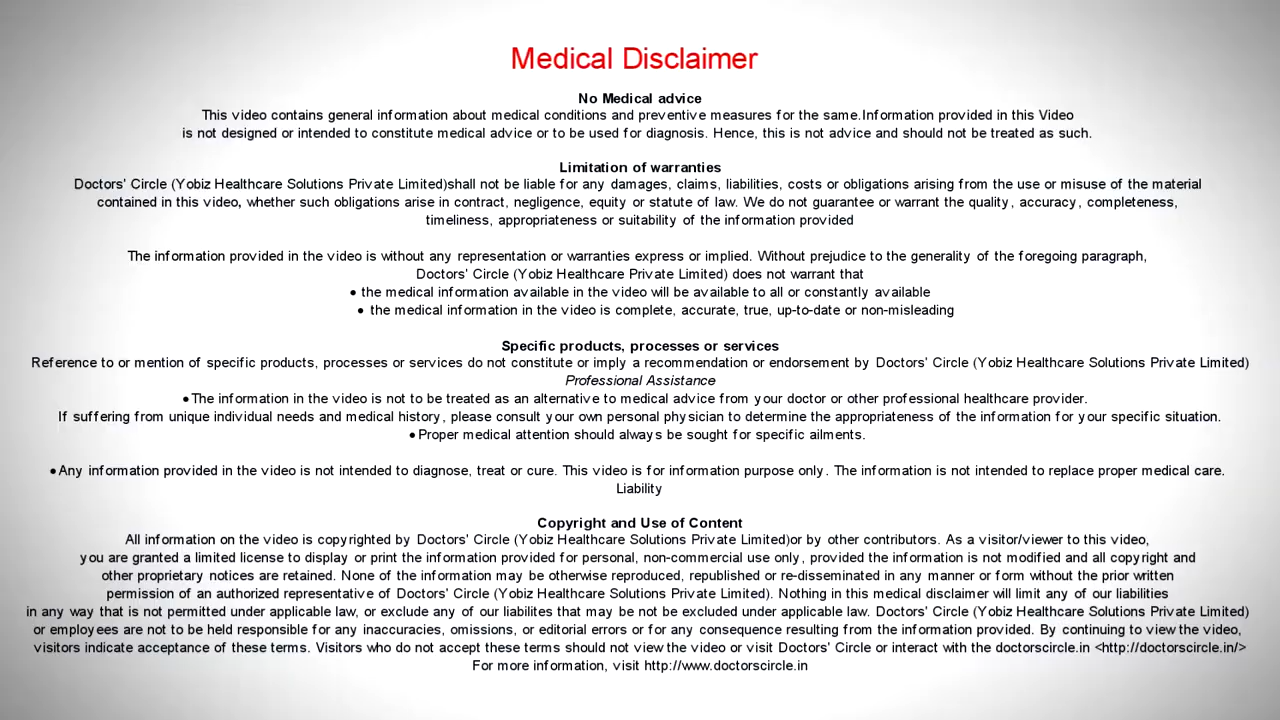 Medical Disclaimer
No Medical advice
This video contains general information about medical conditions and preventive measures for the same.Information provided in this Video
is not designed or intended to constitute medical advice or to be used for diagnosis. Hence, this is not advice and should not be treated as such.
Limitation of warranties
Doctors' Circle (Yobiz Healthcare Solutions Private Limited)shall not be liable for any damages, claims, liabilities, costs or obligations arising from the use or misuse of the material
contained in this video, whether such obligations arise in contract, negligence, equity or statute of law. We do not guarantee or warrant the quality, accuracy, completeness,
timeliness, appropriateness or suitability of the information provided
The information provided in the video is without any representation or warranties express or implied. Without prejudice to the generality of the foregoing paragraph,
Doctors' Circle (Yobiz Healthcare Private Limited) does not warrant that
• the medical information available in the video will be available to all or constantly available
• the medical information in the video is complete, accurate, true, up-to-date or non-misleading
Specific products, processes or services
Reference to or mention of specific products, processes or services do not constitute or imply a recommendation or endorsement by Doctors' Circle (Yobiz Healthcare Solutions Private Limited)
Professional Assistance
•The information in the video is not to be treated as an alternative to medical advice from your doctor or other professional healthcare provider.
If suffering from unique individual needs and medical history, please consult your own personal physician to determine the appropriateness of the information for your specific situation.
•Proper medical attention should always be sought for specific ailments.
•Any information provided in the video is not intended to diagnose, treat or cure. This video is for information purpose only. The information is not intended to replace proper medical care.
Liability
Copyright and Use of Content
All information on the video is copyrighted by Doctors' Circle (Yobiz Healthcare Solutions Private Limited)or by other contributors. As a visitor/viewer to this video,
you are granted a limited license to display or print the information provided for personal, non-commercial use only, provided the information is not modified and all copyright and
other proprietary notices are retained. None of the information may be otherwise reproduced, republished or re-disseminated in any manner or form without the prior written
permission of an authorized representative of Doctors' Circle (Yobiz Healthcare Solutions Private Limited). Nothing in this medical disclaimer will limit any of our liabilities
in any way that is not permitted under applicable law, or exclude any of our liabilites that may be not be excluded under applicable law. Doctors' Circle (Yobiz Healthcare Solutions Private Limited)
or employees are not to be held responsible for any inaccuracies, omissions, or editorial errors or for any consequence resulting from the information provided. By continuing to view the video,
visitors indicate acceptance of these terms. Visitors who do not accept these terms should not view the video or visit Doctors' Circle or interact with the doctorscircle.in <http://doctorscircle.in/>
For more information, visit http://www.doctorscircle.in